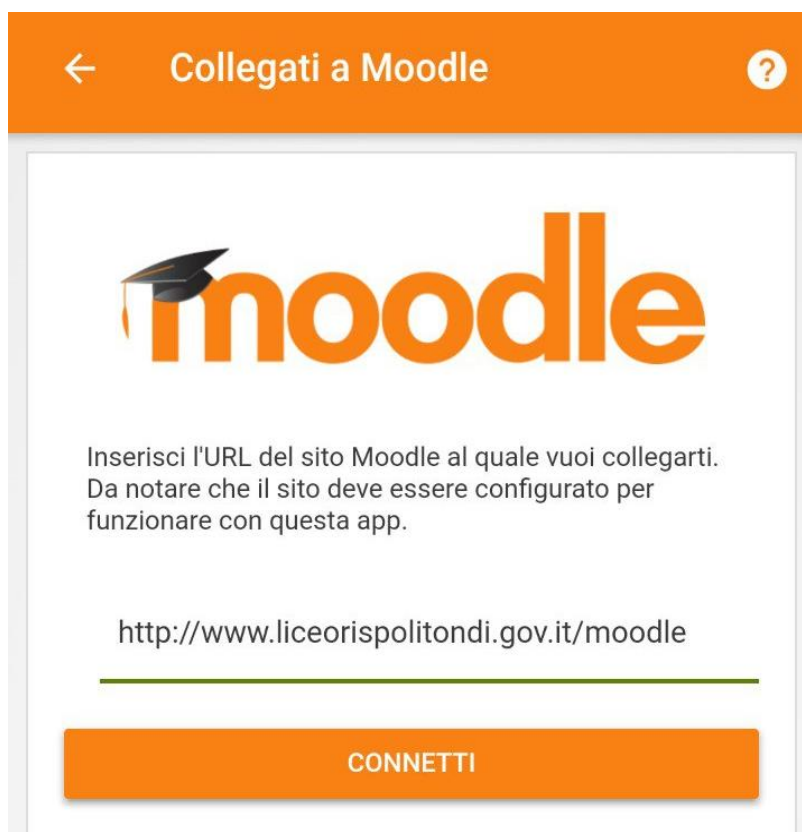 Collegati a Moodle
?
moodle
Inserisci l'URL del sito Moodle al quale vuoi collegarti.
Da notare che il sito deve essere configurato per
funzionare con questa app.
http://www.liceorispolitondi.gov.it/moodle
CONNETTI